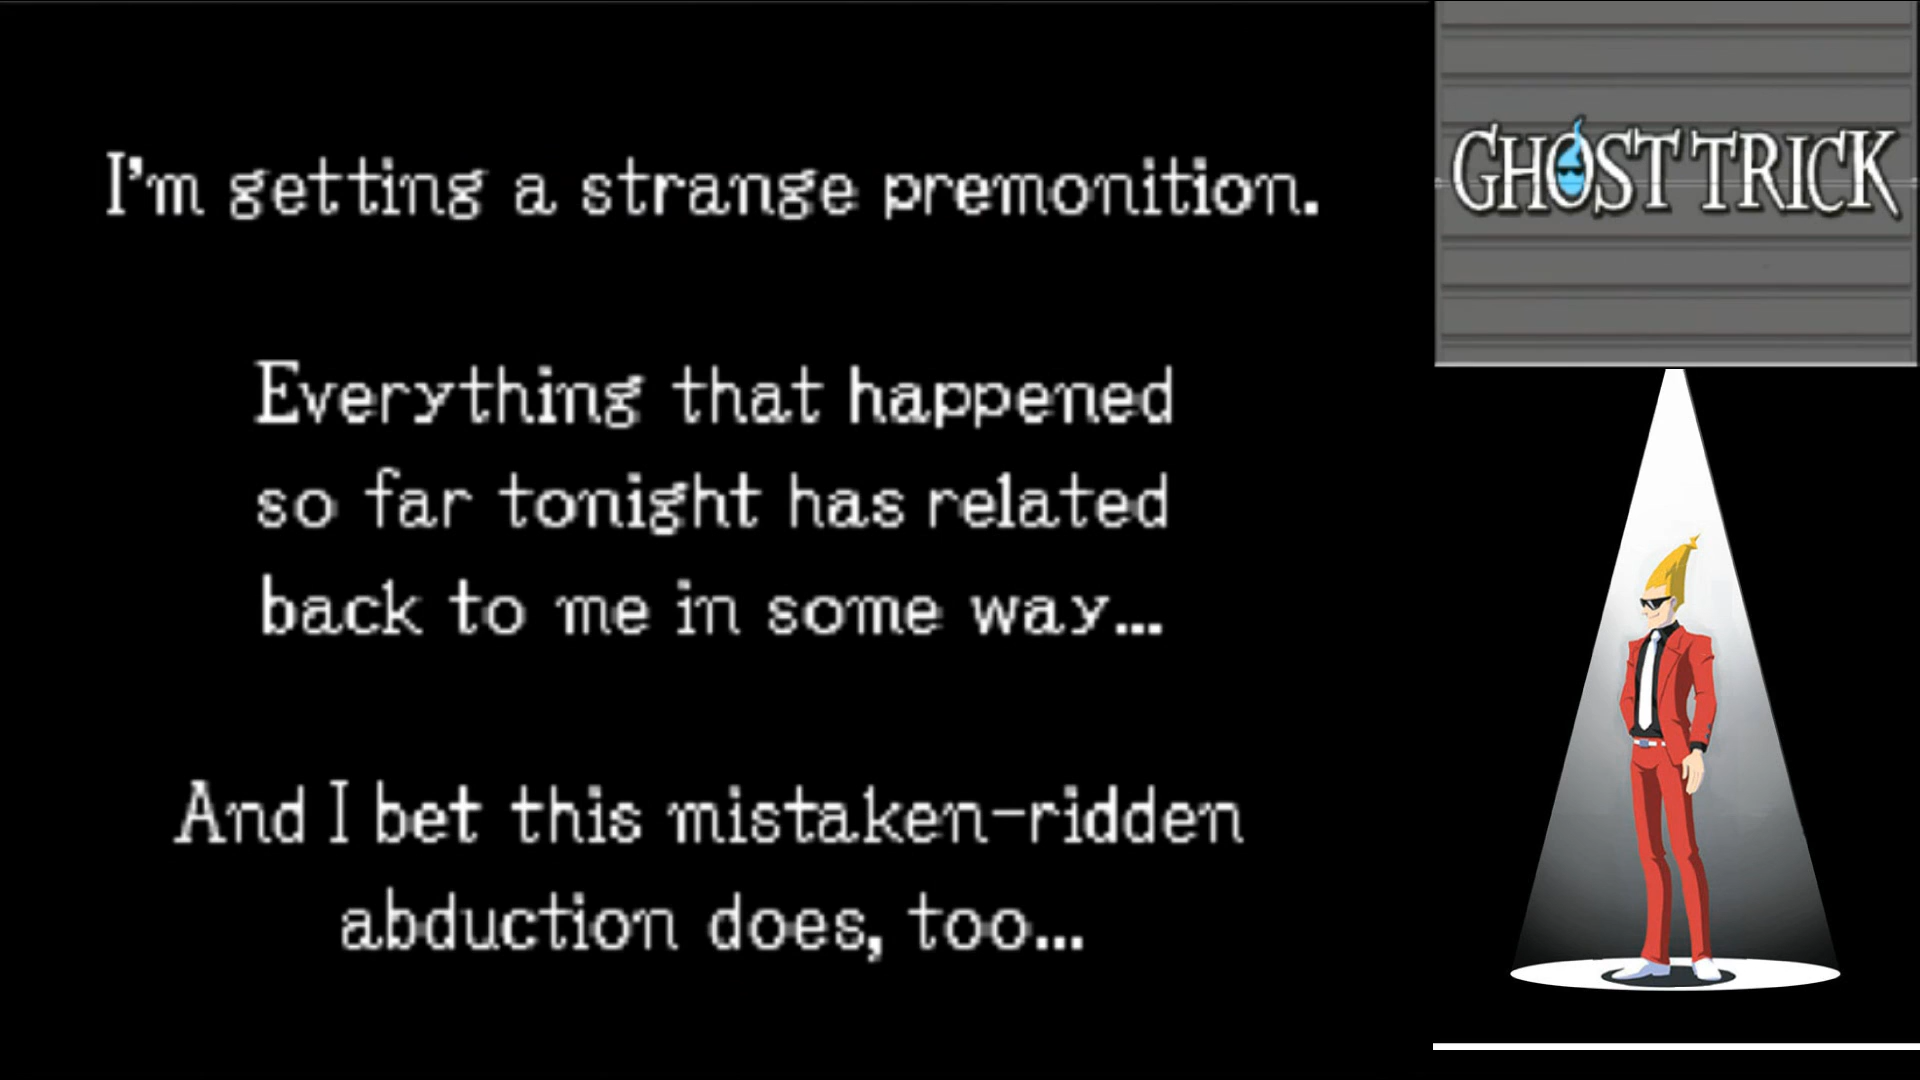 I'm getting a strange premonition.
Everything that happened
so far tonight has related
back to me in some way...
And I bet this mistaken-ridden
abduction does, too...
GHOST TRICK